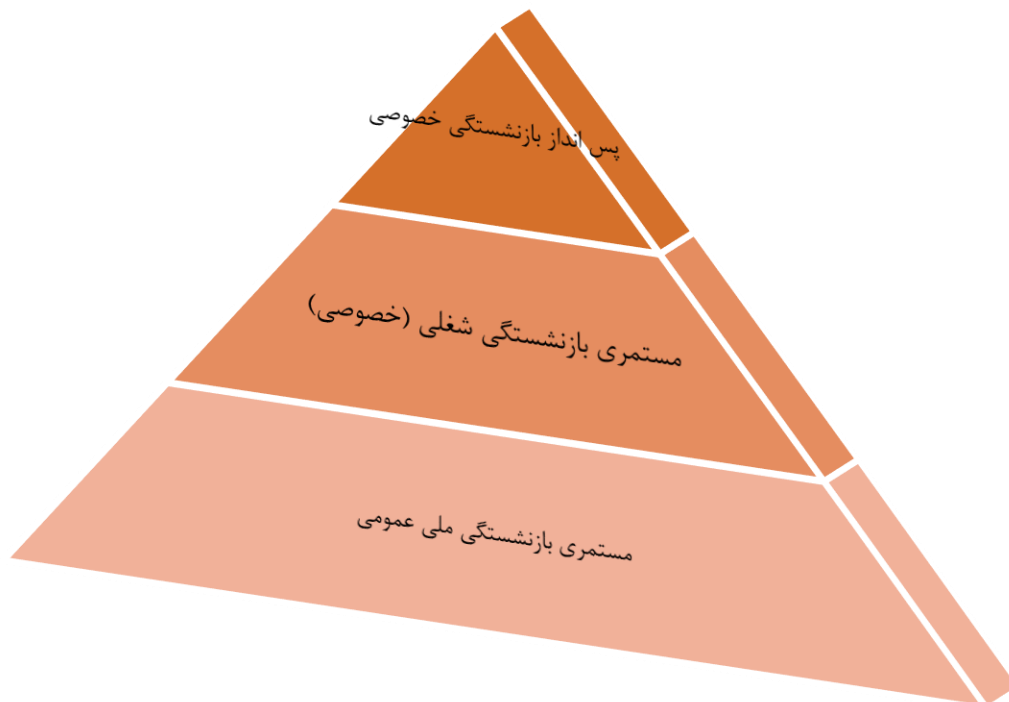 پس انداز بازنشستگی خصوصی
مستمری بازنشستگی شغلی (خصوصی)
مستمری بازنشستگی ملی عمومی